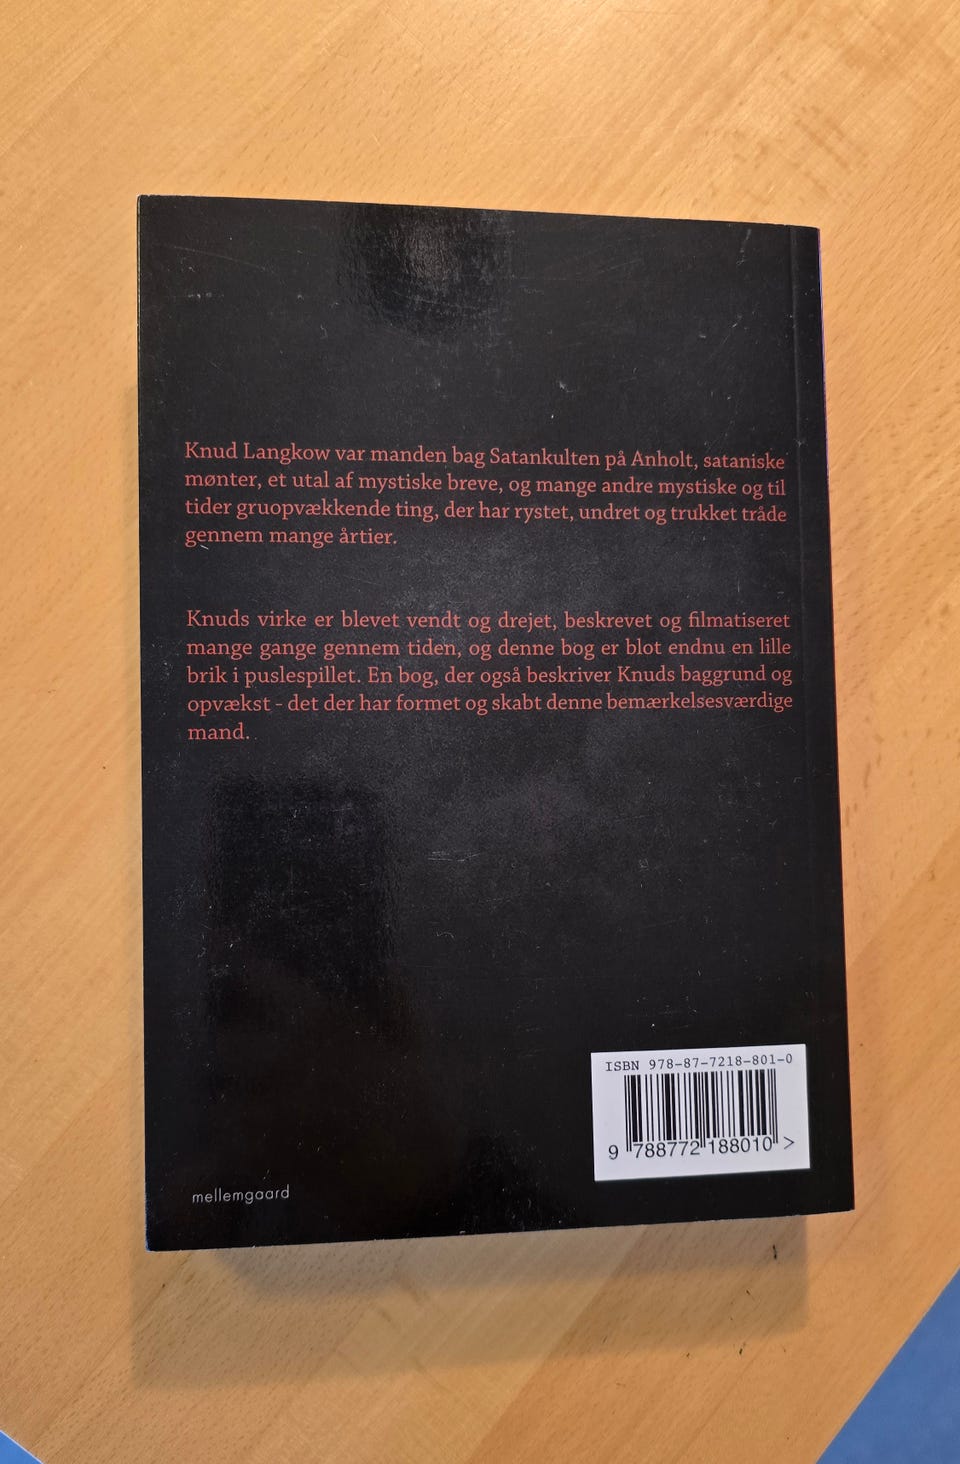 Knud Langkow var manden bag Satankulten på Anholt, sataniske
mønter, et utal af mystiske breve, og mange andre mystiske og til
tider gruopvækkende ting, der har rystet, undret og trukket tråde
gennem mange årtier.
Knuds virke er blevet vendt og drejet, beskrevet og filmatiseret
mange gange gennem tiden, og denne bog er blot endnu en lille
brik i puslespillet. En bog, der også beskriver Knuds baggrund og
opvækst - det der har formet og skabt denne bemærkelsesværdige
mand.
ISBN 978-87-7218-801-0
9 788772 188010 >
mellemgaard